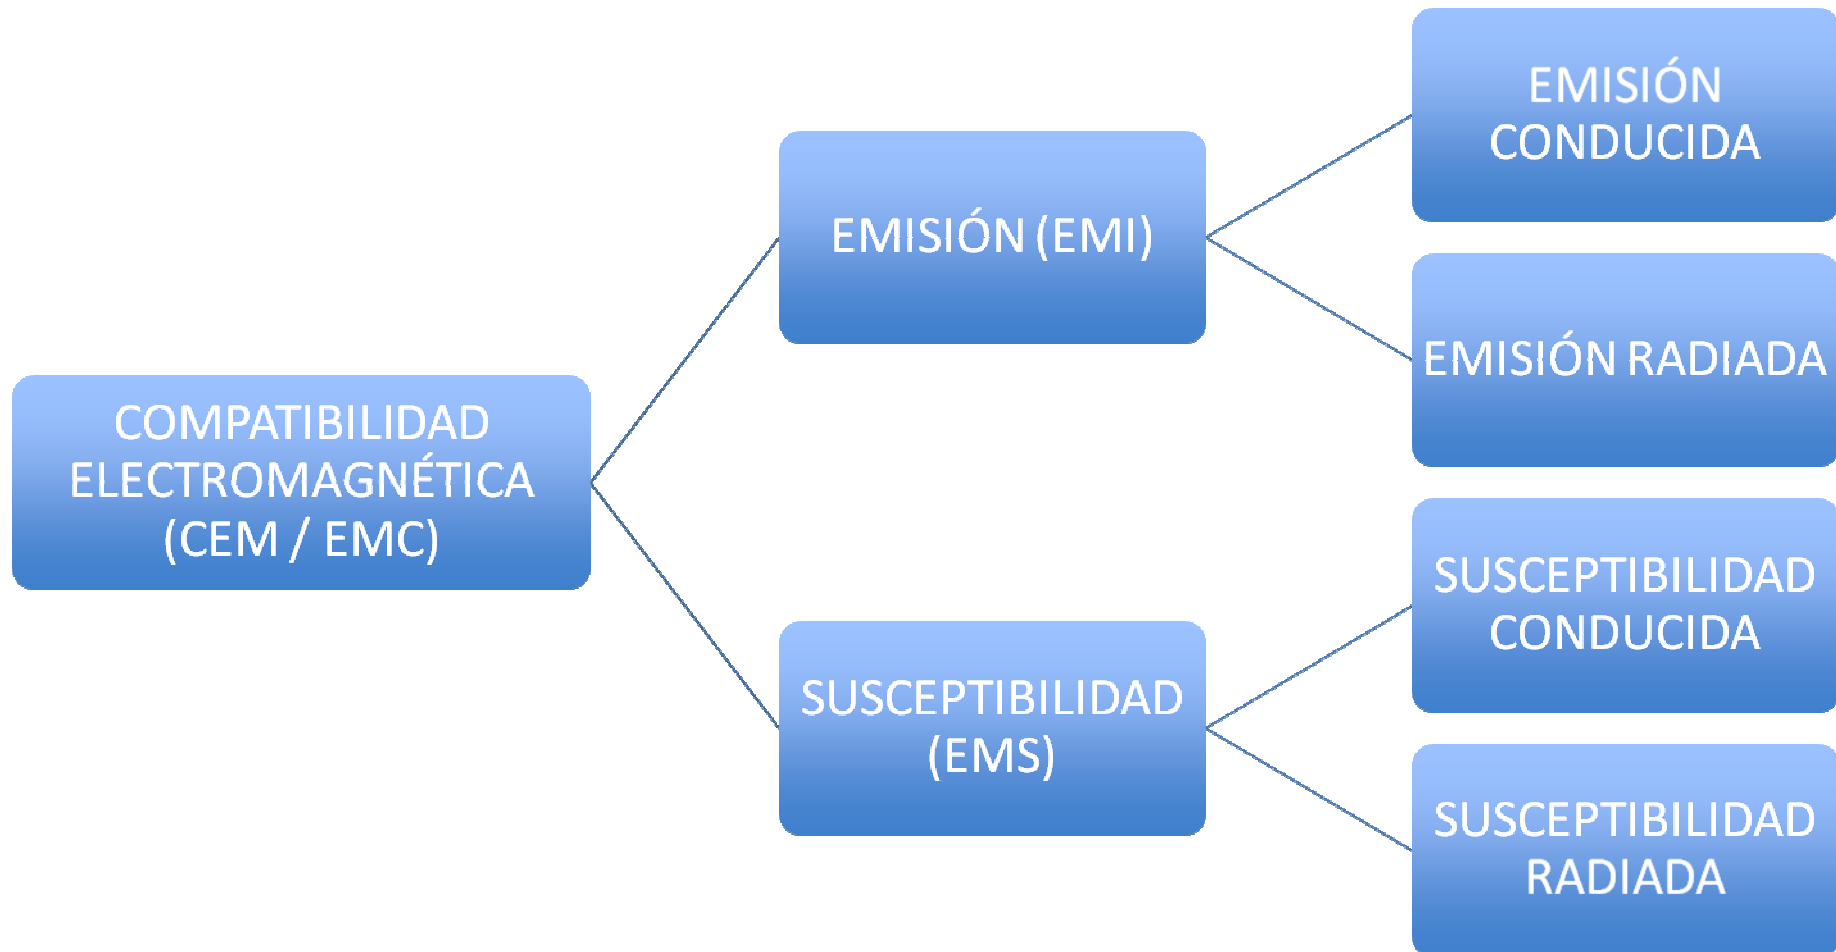 COMPATIBILIDAD
ELECTROMAGNÉTICA
(CEM / EMC)
EMISIÓN (EMI)
EMISIÓN
CONDUCIDA
EMISIÓN RADIADA
SUSCEPTIBILIDAD
(EMS)
SUSCEPTIBILIDAD
CONDUCIDA
SUSCEPTIBILIDAD
RADIADA